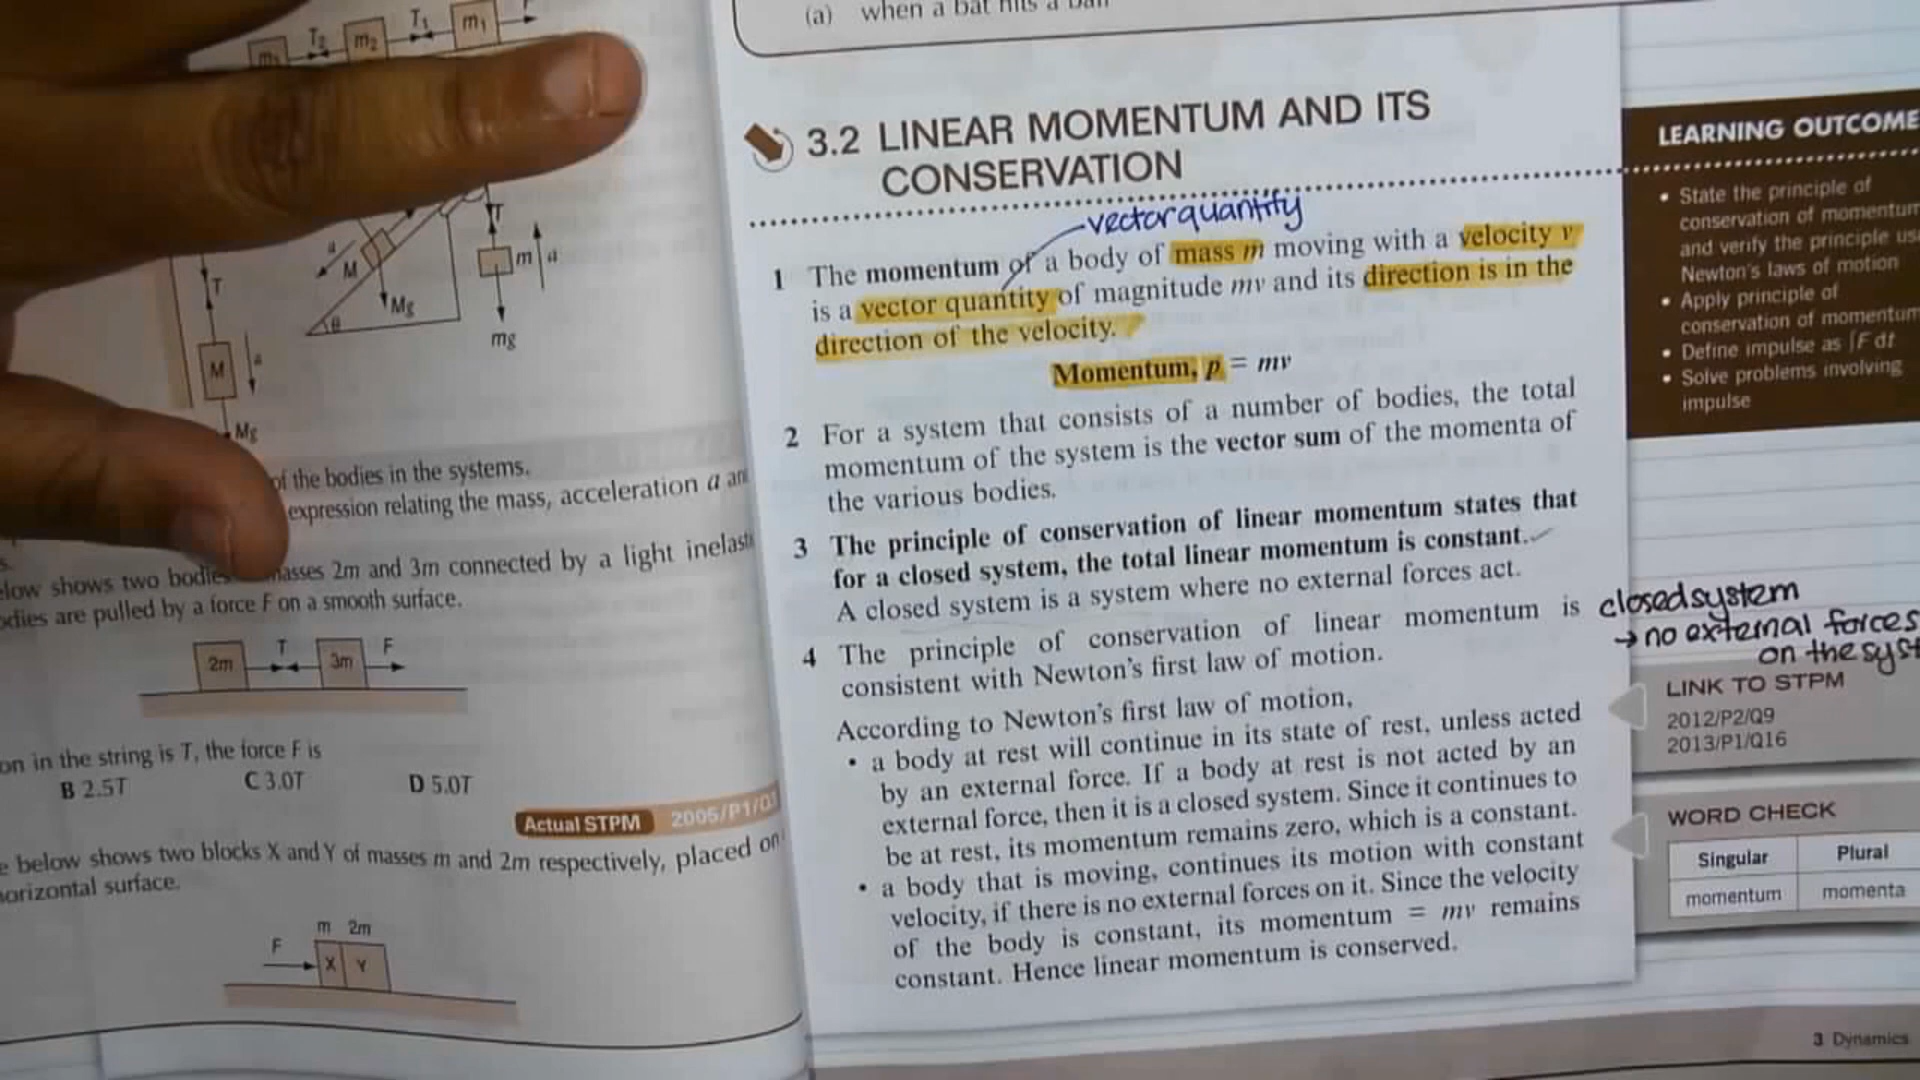 T₂
m₂
T₁
m₁
T
a
M
Mg
θ
T
m
a
mg
T
M
a
Mg
of the bodies in the systems.
expression relating the mass, acceleration a an
shows two bodies masses 2m and 3m connected by a light
are pulled by a force F on a smooth surface.
2m T 3m F
on in the string is T, the force F is
B 2.5T C 3.0T D 5.0T
Actual STPM 2005/P1/Q
below shows two blocks X and Y of masses m and 2m respectively, placed on
horizontal surface.
m 2m
F
X Y
(a) when a bat hits a ball
3.2 LINEAR MOMENTUM AND ITS
CONSERVATION
vector quantity
1 The momentum of a body of mass m moving with a velocity v
is a vector quantity of magnitude mv and its direction is in the
direction of the velocity.
Momentum, p = mv
2 For a system that consists of a number of bodies, the total
momentum of the system is the vector sum of the momenta of
the various bodies.
3 The principle of conservation of linear momentum states that
for a closed system, the total linear momentum is constant.
A closed system is a system where no external forces act.
4 The principle of conservation of linear momentum is
consistent with Newton's first law of motion.
According to Newton's first law of motion,
• a body at rest will continue in its state of rest, unless acted
by an external force. If a body at rest is not acted by an
external force, then it is a closed system. Since it continues to
be at rest, its momentum remains zero, which is a constant.
• a body that is moving, continues its motion with constant
velocity, if there is no external forces on it. Since the velocity
of the body is constant, its momentum = mv remains
constant. Hence linear momentum is conserved.
LEARNING OUTCOME
• State the principle of
conservation of momentum
and verify the principle us
Newton's laws of motion
• Apply principle of
conservation of momentum
• Define impulse as ∫F dt
• Solve problems involving
impulse
closed system
→ no external forces
on the syst
LINK TO STPM
2012/P2/Q9
2013/P1/Q16
WORD CHECK
Singular Plural
momentum momenta
3 Dynamics